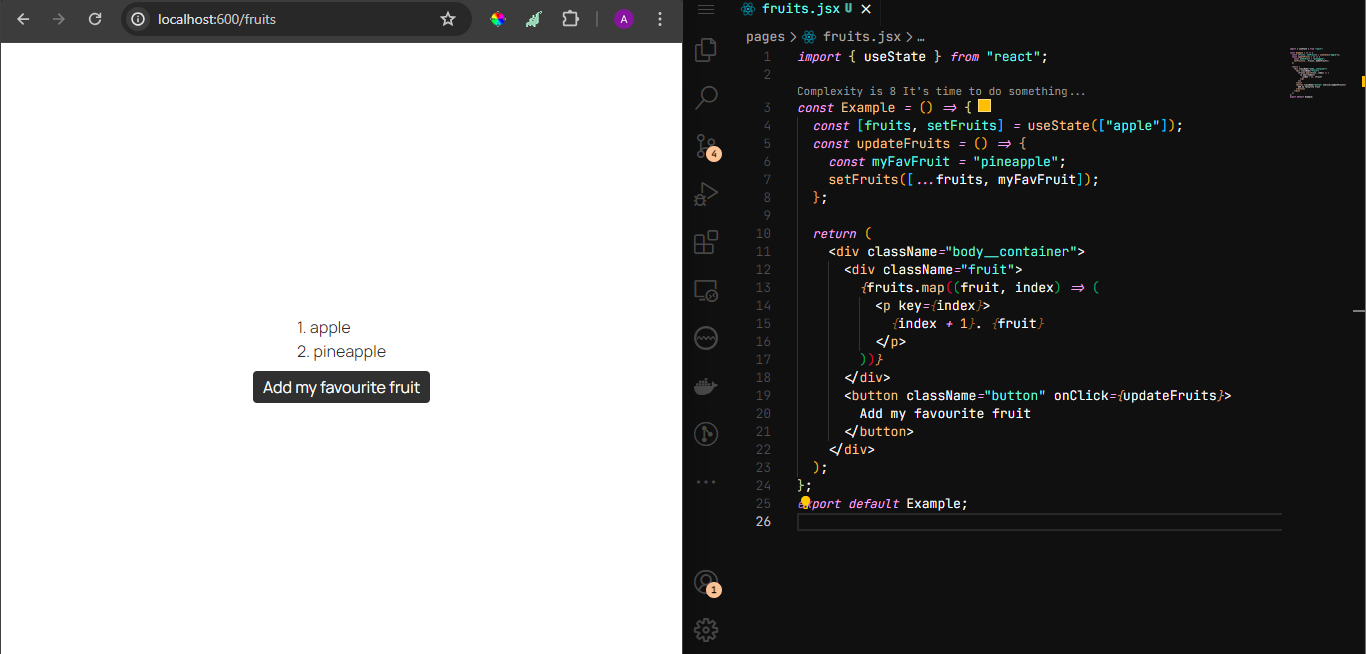 localhost:600/fruits
A
1. apple
2. pineapple
Add my favourite fruit
fruits.jsx U
pages > fruits.jsx > …
4
1
1 import { useState } from "react";
2
Complexity is 8 It's time to do something...
3 const Example = () => {
4 const [fruits, setFruits] = useState(["apple"]);
5 const updateFruits = () => {
6 const myFavFruit = "pineapple";
7 setFruits([...fruits, myFavFruit]);
8 };
9
10 return (
11 <div className="body__container">
12 <div className="fruit">
13 {fruits.map((fruit, index) => (
14 <p key={index}>
15 {index + 1}. {fruit}
16 </p>
17 ))}
18 </div>
19 <button className="button" onClick={updateFruits}>
20 Add my favourite fruit
21 </button>
22 </div>
23 );
24 };
25 export default Example;
26